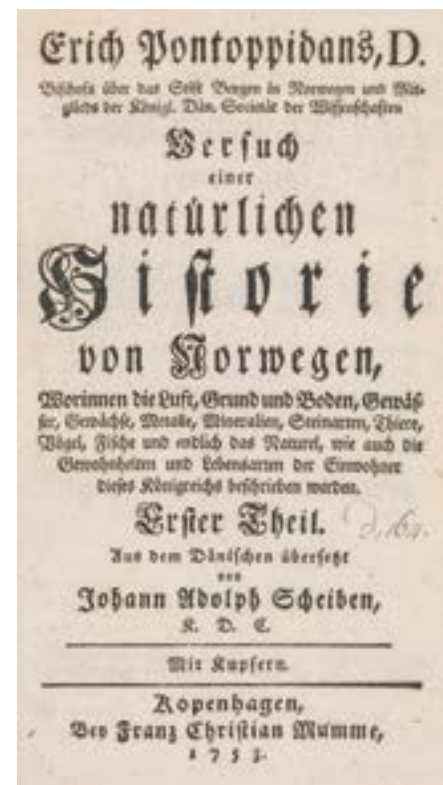 Erich Pontoppidans, D.
Bischofs über das Stift Bergen in Norwegen und Mit-
glieds der Königl. Dän. Societät der Wissenschaften
Versuch
einer
natürlichen
Historie
von Norwegen,
Worinnen die Luft, Grund und Boden, Gewäs-
ser, Gewächse, Metalle, Mineralien, Steinarten, Thiere,
Vögel, Fische und endlich das Naturel, wie auch die
Gewohnheiten und Lebensarten der Einwohner
dieses Königreichs beschrieben werden.
Erster Theil.
Aus dem Dänischen übersetzt
von
Johann Adolph Scheiben,
K. D. C.
Mit Kupfern.
Kopenhagen,
Bey Franz Christian Mumme,
1753.